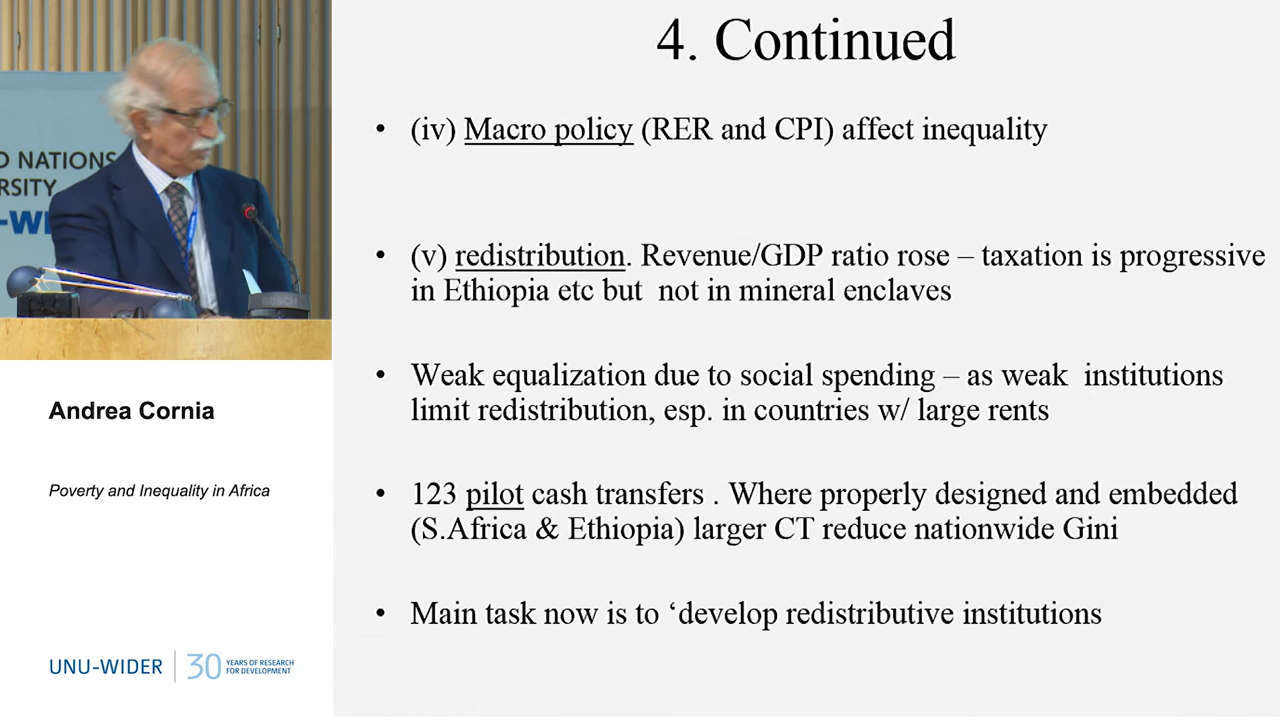 4. Continued
• (iv) Macro policy (RER and CPI) affect inequality
• (v) redistribution. Revenue/GDP ratio rose – taxation is progressive
in Ethiopia etc but not in mineral enclaves
• Weak equalization due to social spending – as weak institutions
limit redistribution, esp. in countries w/ large rents
• 123 pilot cash transfers . Where properly designed and embedded
(S.Africa & Ethiopia) larger CT reduce nationwide Gini
• Main task now is to ‘develop redistributive institutions
D NATIONS
RSITY
-WI
BOSCH
Andrea Cornia
Poverty and Inequality in Africa
UNU-WIDER
30
YEARS OF RESEARCH
FOR DEVELOPMENT